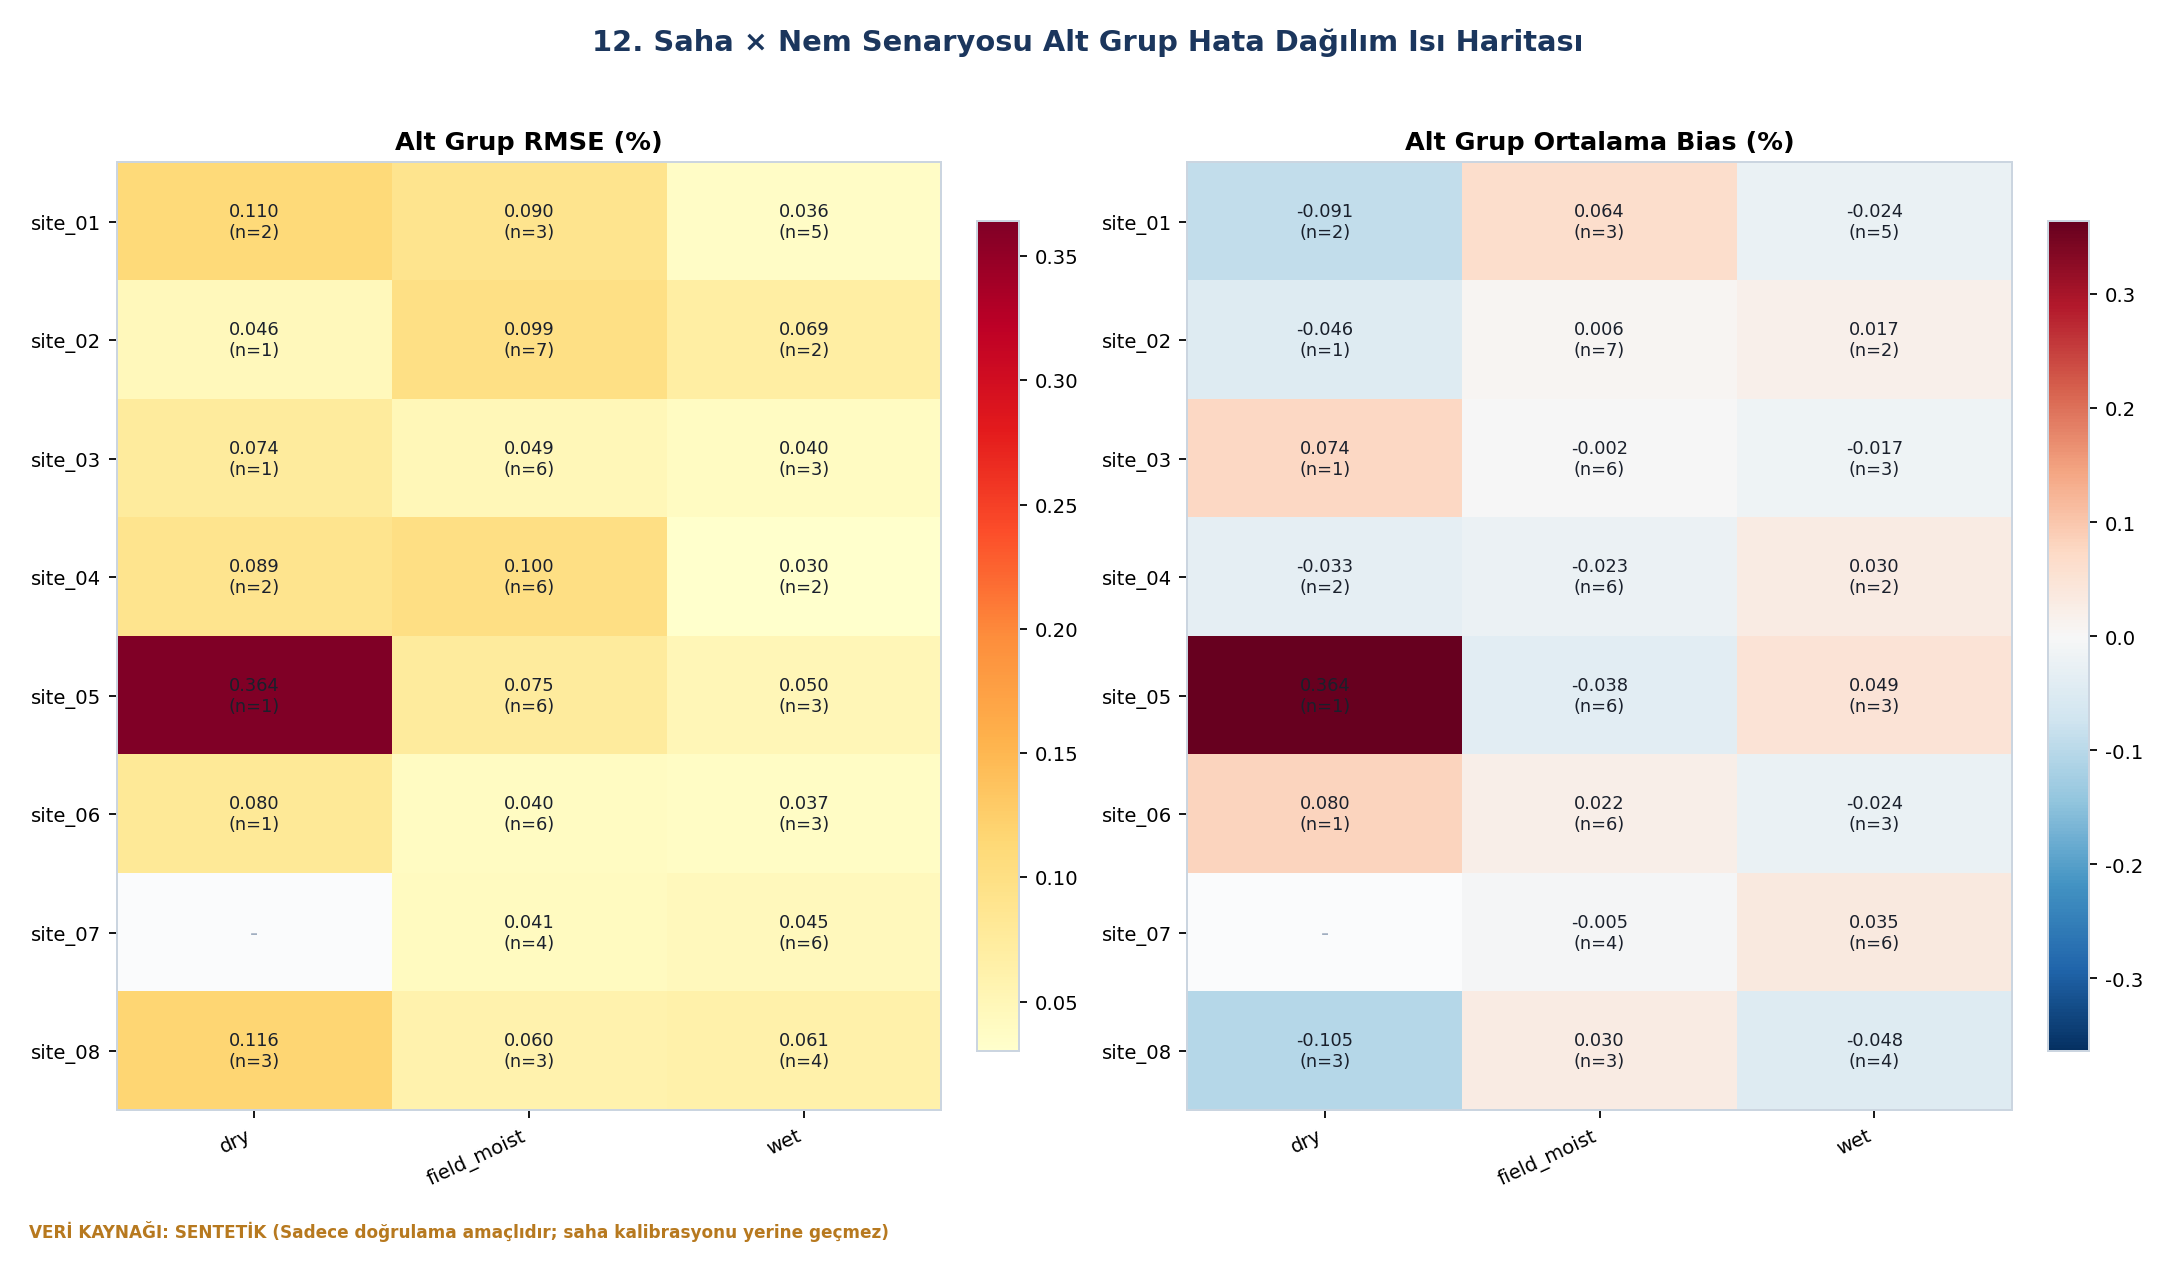 12. Saha × Nem Senaryosu Alt Grup Hata Dağılım Isı Haritası
Alt Grup RMSE (%)
site_01
0.110
(n=2)
0.090
(n=3)
0.036
(n=5)
site_02
0.046
(n=1)
0.099
(n=7)
0.069
(n=2)
site_03
0.074
(n=1)
0.049
(n=6)
0.040
(n=3)
site_04
0.089
(n=2)
0.100
(n=6)
0.030
(n=2)
site_05
0.364
(n=1)
0.075
(n=6)
0.050
(n=3)
site_06
0.080
(n=1)
0.040
(n=6)
0.037
(n=3)
site_07
-
0.041
(n=4)
0.045
(n=6)
site_08
0.116
(n=3)
0.060
(n=3)
0.061
(n=4)
dry
field_moist
wet
0.35
0.30
0.25
0.20
0.15
0.10
0.05
Alt Grup Ortalama Bias (%)
site_01
-0.091
(n=2)
0.064
(n=3)
-0.024
(n=5)
site_02
-0.046
(n=1)
0.006
(n=7)
0.017
(n=2)
site_03
0.074
(n=1)
-0.002
(n=6)
-0.017
(n=3)
site_04
-0.033
(n=2)
-0.023
(n=6)
0.030
(n=2)
site_05
0.364
(n=1)
-0.038
(n=6)
0.049
(n=3)
site_06
0.080
(n=1)
0.022
(n=6)
-0.024
(n=3)
site_07
-
-0.005
(n=4)
0.035
(n=6)
site_08
-0.105
(n=3)
0.030
(n=3)
-0.048
(n=4)
dry
field_moist
wet
0.3
0.2
0.1
0.0
-0.1
-0.2
-0.3
VERİ KAYNAĞI: SENTETİK (Sadece doğrulama amaçlıdır; saha kalibrasyonu yerine geçmez)